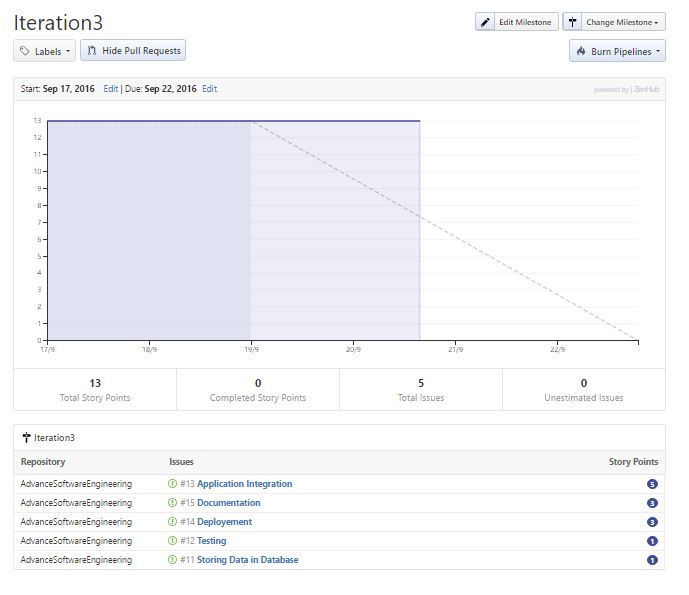 Iteration3
Edit Milestone
Change Milestone
Labels
Hide Pull Requests
Burn Pipelines
Start: Sep 17, 2016 Edit | Due: Sep 22, 2016 Edit
powered by | ZenHub
13
12
11
10
9
8
7
6
5
4
3
2
1
0
17/9 18/9 19/9 20/9 21/9 22/9
13 0 5 0
Total Story Points Completed Story Points Total Issues Unestimated Issues
Iteration3
Repository Issues Story Points
AdvanceSoftwareEngineering #13 Application Integration 5
AdvanceSoftwareEngineering #15 Documentation 3
AdvanceSoftwareEngineering #14 Deployement 3
AdvanceSoftwareEngineering #12 Testing 1
AdvanceSoftwareEngineering #11 Storing Data in Database 1